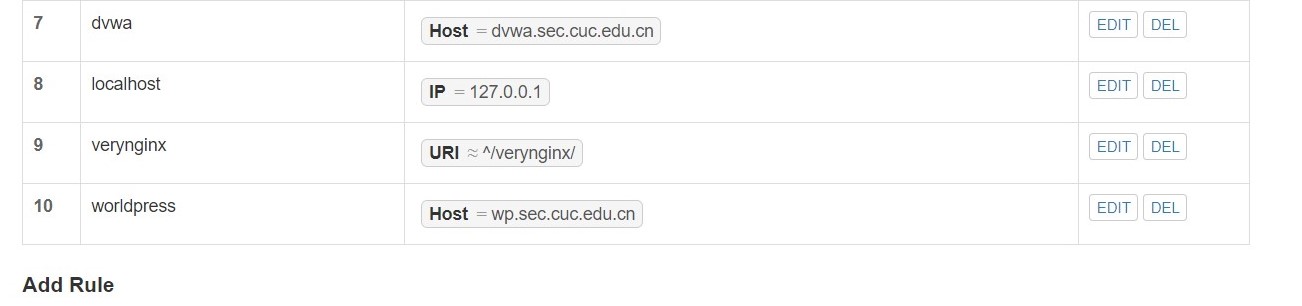 7 dvwa Host = dvwa.sec.cuc.edu.cn EDIT DEL
8 localhost IP = 127.0.0.1 EDIT DEL
9 verynginx URI ≈ ^/verynginx/ EDIT DEL
10 worldpress Host = wp.sec.cuc.edu.cn EDIT DEL
Add Rule